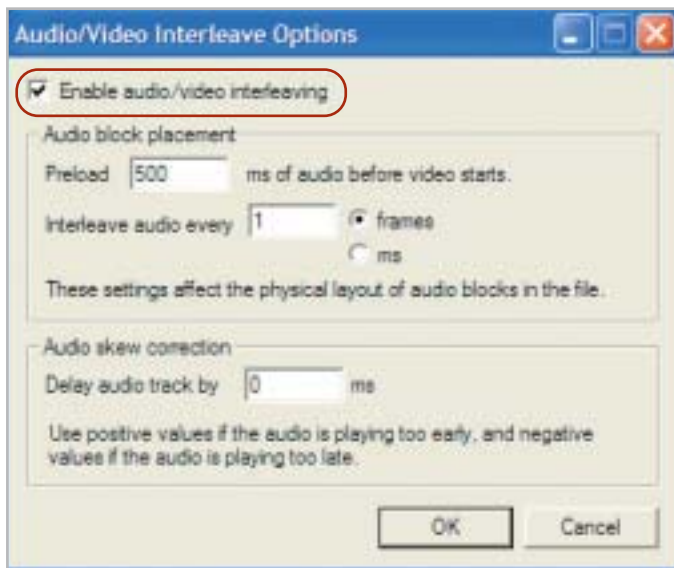 Audio/Video Interleave Options
Enable audio/video interleaving
Audio block placement
Preload 500 ms of audio before video starts.
Interleave audio every 1 frames
ms
These settings affect the physical layout of audio blocks in the file.
Audio skew correction
Delay audio track by 0 ms
Use positive values if the audio is playing too early, and negative
values if the audio is playing too late.
OK Cancel